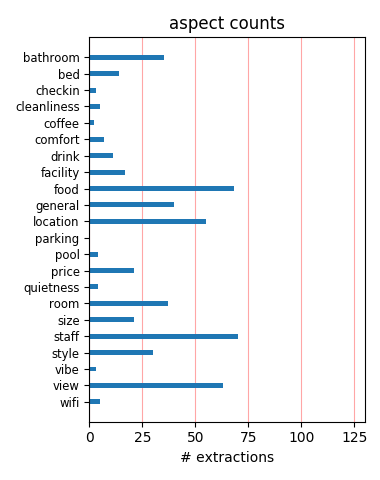 aspect counts
bathroom
bed
checkin
cleanliness
coffee
comfort
drink
facility
food
general
location
parking
pool
price
quietness
room
size
staff
style
vibe
view
wifi
0 25 50 75 100 125
# extractions